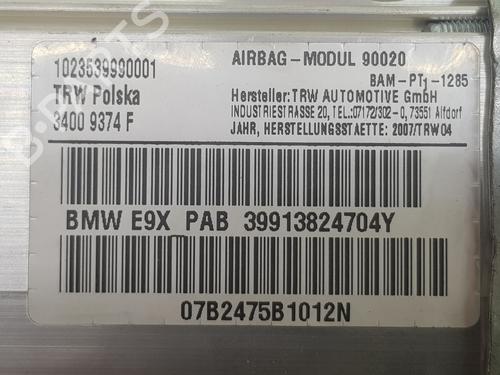 B-PARTS
1023539990001
TRW Polska
3400 9374 F
AIRBAG-MODUL 90020
BAM-PT1-1285
Hersteller: TRW AUTOMOTIVE GmbH
INDUSTRIESTRASSE 20, TEL.:07172/302-0, 73551 Alfdorf
JAHR, HERSTELLUNGSSTAETTE: 2007/TRW04
BMW E9X PAB 39913824704Y
07B2475B1012N